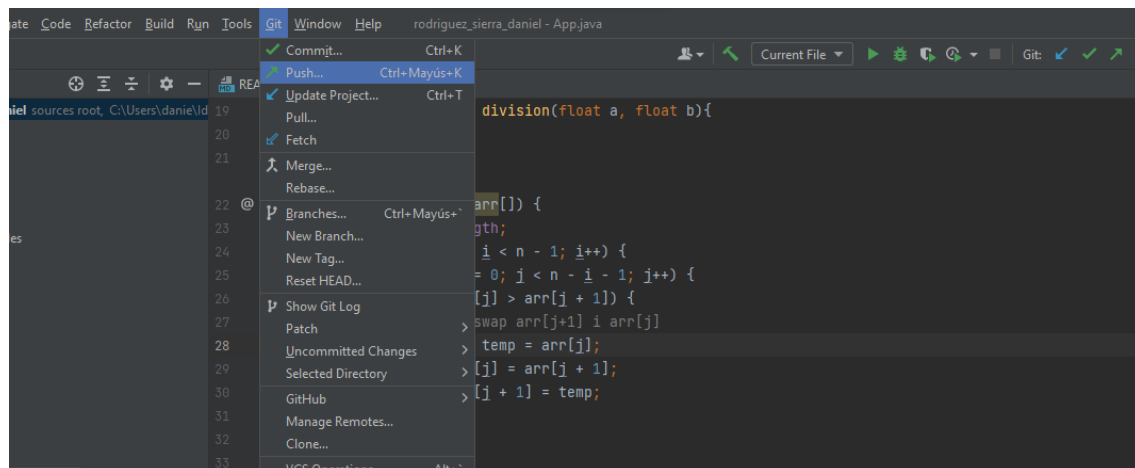 ate Code Refactor Build Run Tools Git Window Help rodriguez_sierra_daniel - App.java
Commit... Ctrl+K
Current File Git:
Push... Ctrl+Mayús+K
REA
Update Project... Ctrl+T
iel sources root, C:\Users\danie\Id 19 division(float a, float b){
Pull...
20
Fetch
21
Merge...
Rebase...
22 @ arr[]) {
Branches... Ctrl+Mayús+`
23 gth;
es
New Branch...
24 i < n - 1; i++) {
New Tag...
25 = 0; j < n - i - 1; j++) {
Reset HEAD...
26 [j] > arr[j + 1]) {
Show Git Log
27 swap arr[j+1] i arr[j]
Patch
28 temp = arr[j];
Uncommitted Changes
29 [j] = arr[j + 1];
Selected Directory
30 [j + 1] = temp;
GitHub
31
Manage Remotes...
32
Clone...
33
VCS Operations... Alt+`